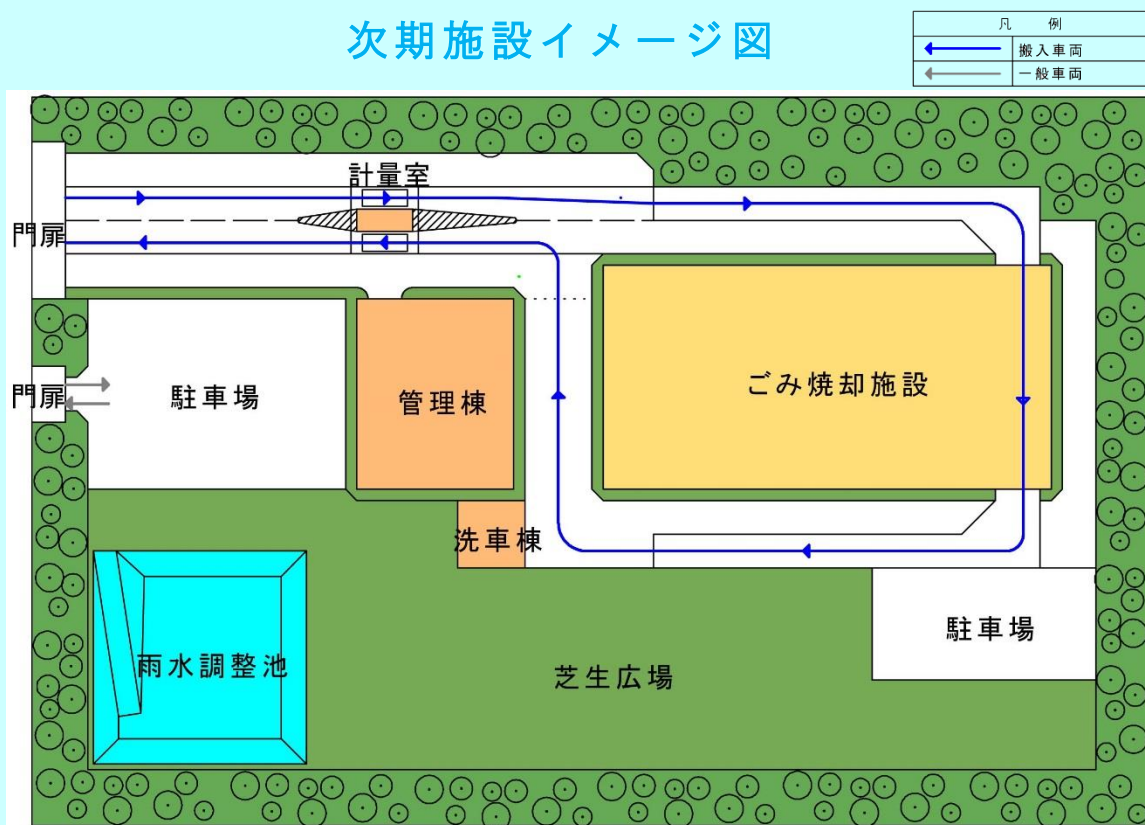 次期施設イメージ図
凡 例
搬入車両
一般車両
計量室
門扉
門扉
駐車場
管理棟
ごみ焼却施設
洗車棟
雨水調整池
芝生広場
駐車場